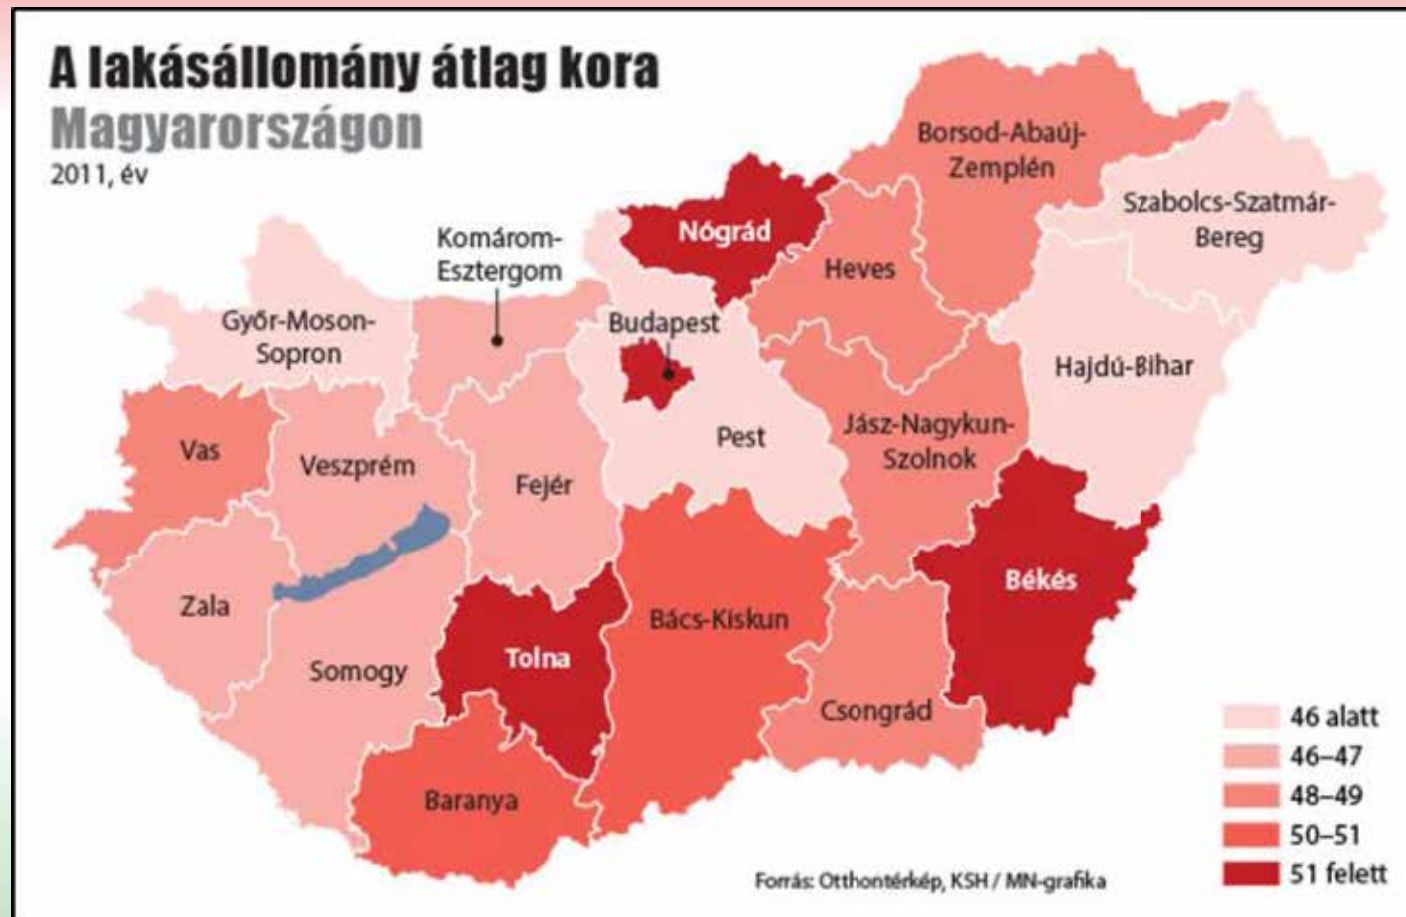 A lakásállomány átlag kora
Magyarországon
2011, év
Borsod-Abaúj-
Zemplén
Szabolcs-Szatmár-
Bereg
Nógrád
Komárom-
Esztergom
Heves
Győr-Moson-
Sopron
Budapest
Hajdú-Bihar
Vas
Veszprém
Fejér
Pest
Jász-Nagykun-
Szolnok
Zala
Somogy
Tolna
Bács-Kiskun
Békés
Csongrád
Baranya
46 alatt
46–47
48–49
50–51
51 felett
Forrás: Otthontérkép, KSH / MN-grafika